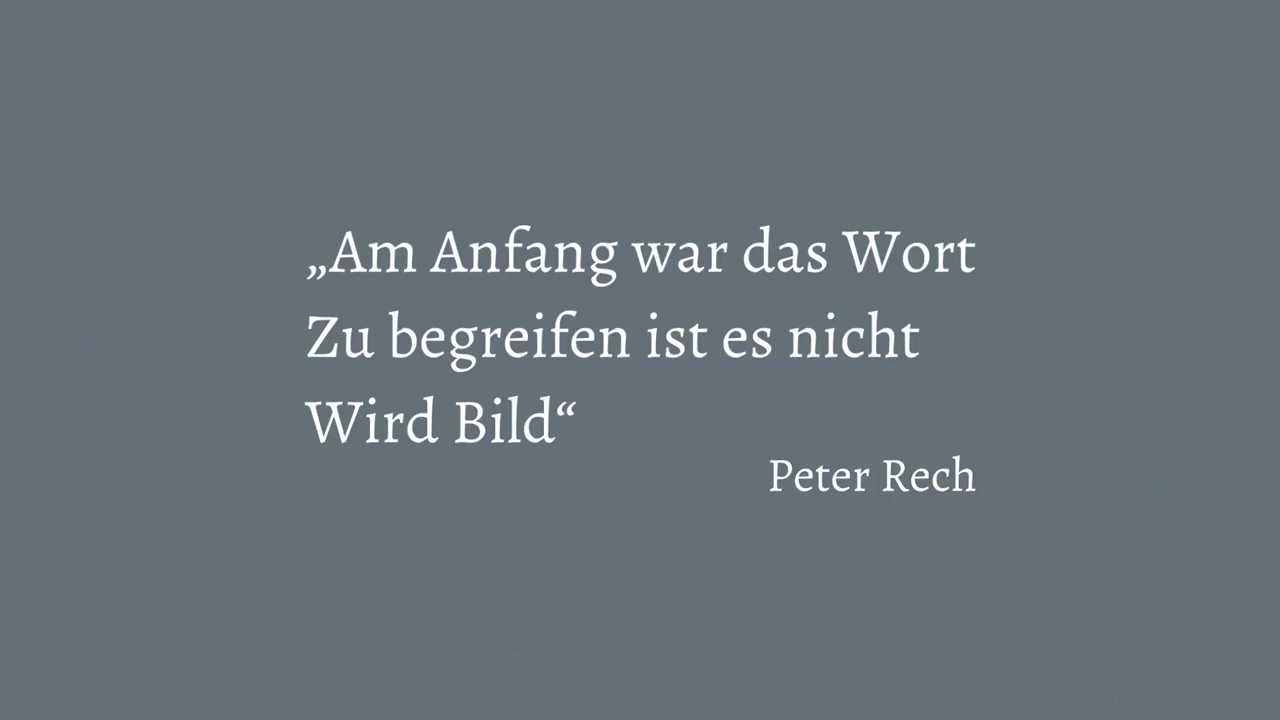 „Am Anfang war das Wort
Zu begreifen ist es nicht
Wird Bild“
Peter Rech